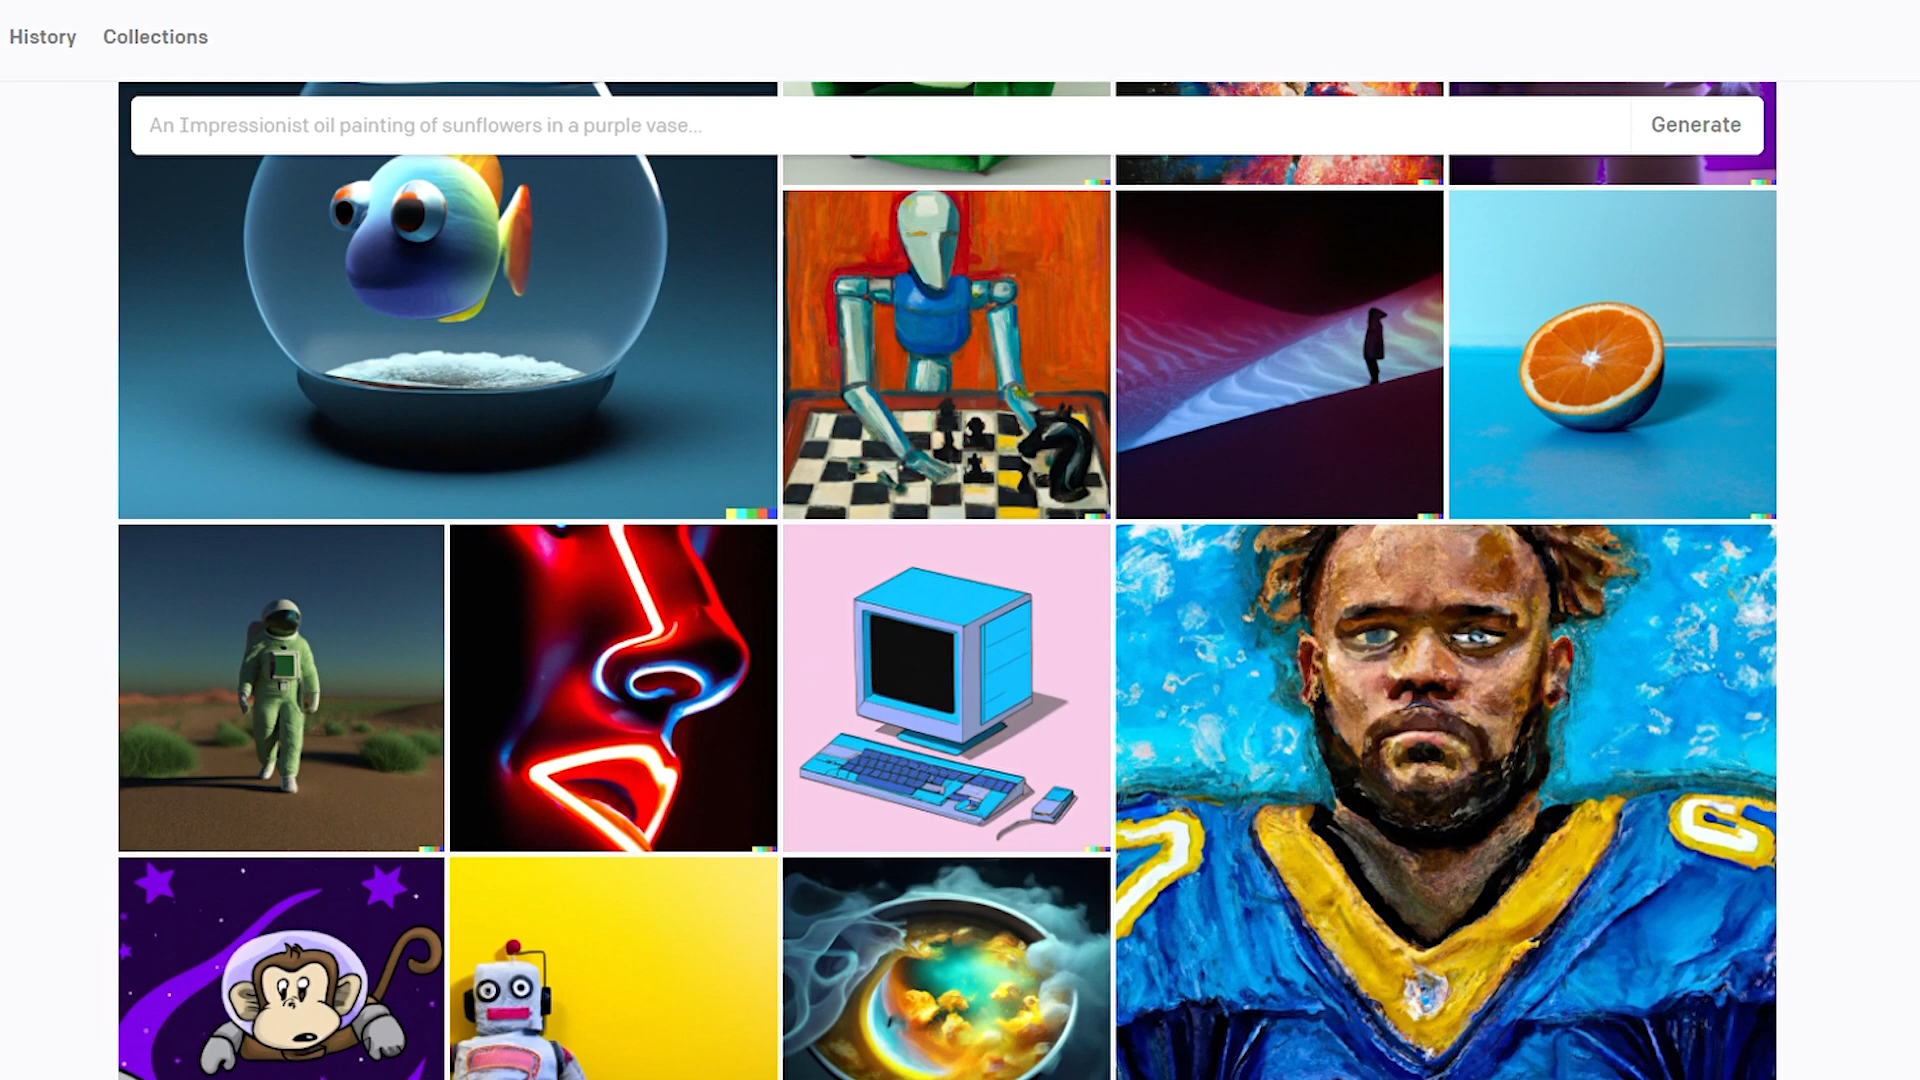 History
Collections
An Impressionist oil painting of sunflowers in a purple vase...
Generate